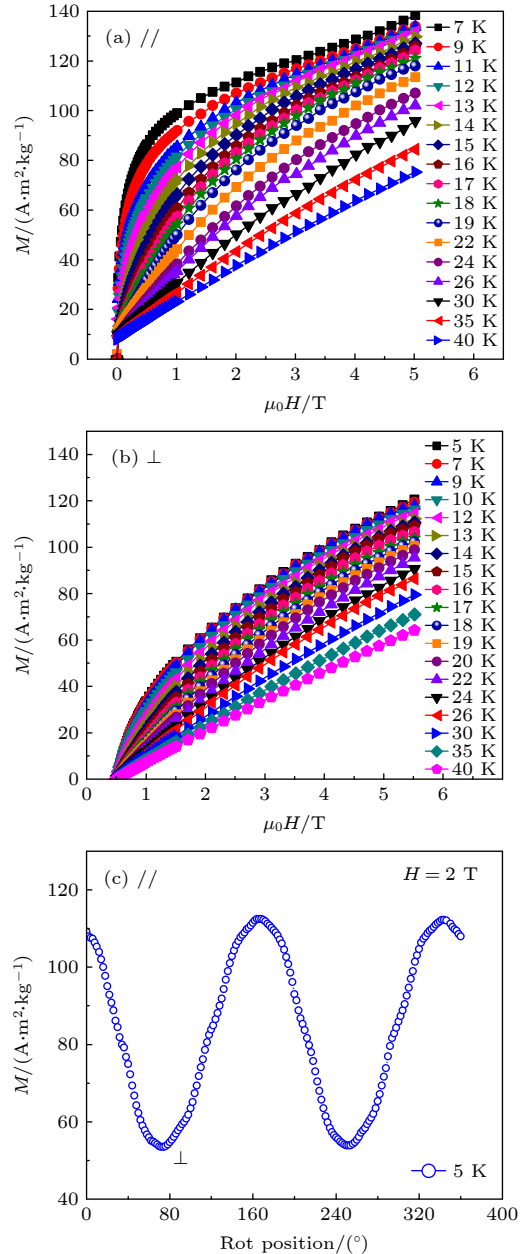 140
(a) //
7 K
9 K
120
11 K
12 K
100
13 K
14 K
80
15 K
16 K
60
17 K
18 K
40
19 K
22 K
24 K
20
26 K
30 K
35 K
0
40 K
M/(A·m²·kg⁻¹)
0 1 2 3 4 5 6
μ₀H/T
(b) ⊥
5 K
140
7 K
9 K
120
10 K
12 K
100
13 K
14 K
80
15 K
16 K
60
17 K
18 K
19 K
40
20 K
22 K
20
24 K
26 K
30 K
0
35 K
40 K
M/(A·m²·kg⁻¹)
0 1 2 3 4 5 6
μ₀H/T
(c) //
H = 2 T
120
100
80
60
40
M/(A·m²·kg⁻¹)
⊥
5 K
0 80 160 240 320 400
Rot position/(°)